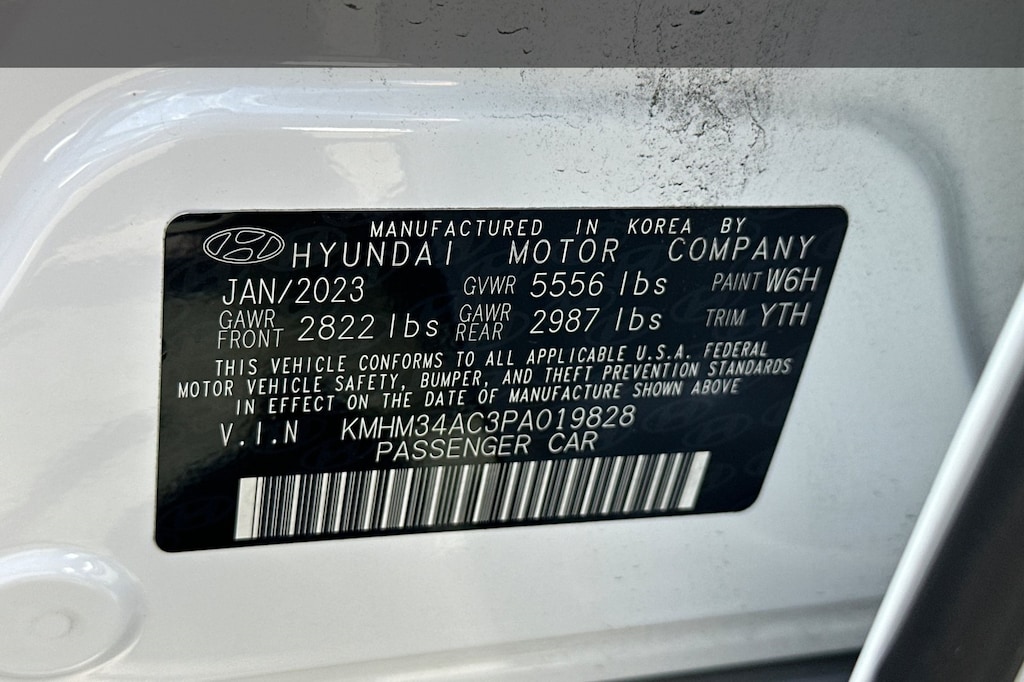 MANUFACTURED IN KOREA BY
HYUNDAI MOTOR COMPANY
JAN/2023 GVWR 5556 lbs PAINT W6H
GAWR FRONT 2822 lbs GAWR REAR 2987 lbs TRIM YTH
THIS VEHICLE CONFORMS TO ALL APPLICABLE U.S.A. FEDERAL
MOTOR VEHICLE SAFETY, BUMPER, AND THEFT PREVENTION STANDARDS
IN EFFECT ON THE DATE OF MANUFACTURE SHOWN ABOVE
V.I.N KMHM34AC3PA019828
PASSENGER CAR